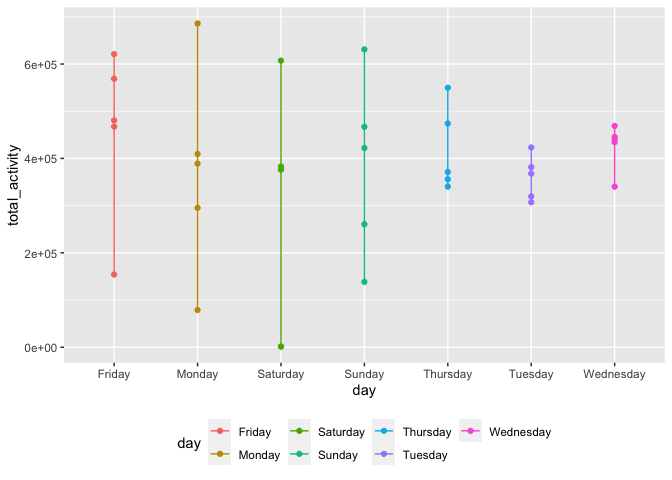 total_activity
6e+05
4e+05
2e+05
0e+00
Friday Monday Saturday Sunday Thursday Tuesday Wednesday
day
day
Friday Saturday Thursday Wednesday
Monday Sunday Tuesday